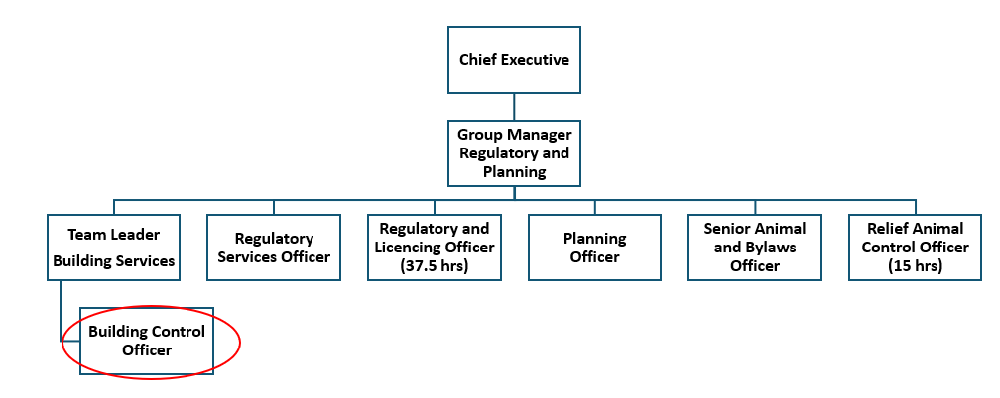 Chief Executive
Group Manager
Regulatory and
Planning
Team Leader
Building Services
Regulatory
Services Officer
Regulatory and
Licencing Officer
(37.5 hrs)
Planning
Officer
Senior Animal
and Bylaws
Officer
Relief Animal
Control Officer
(15 hrs)
Building Control
Officer